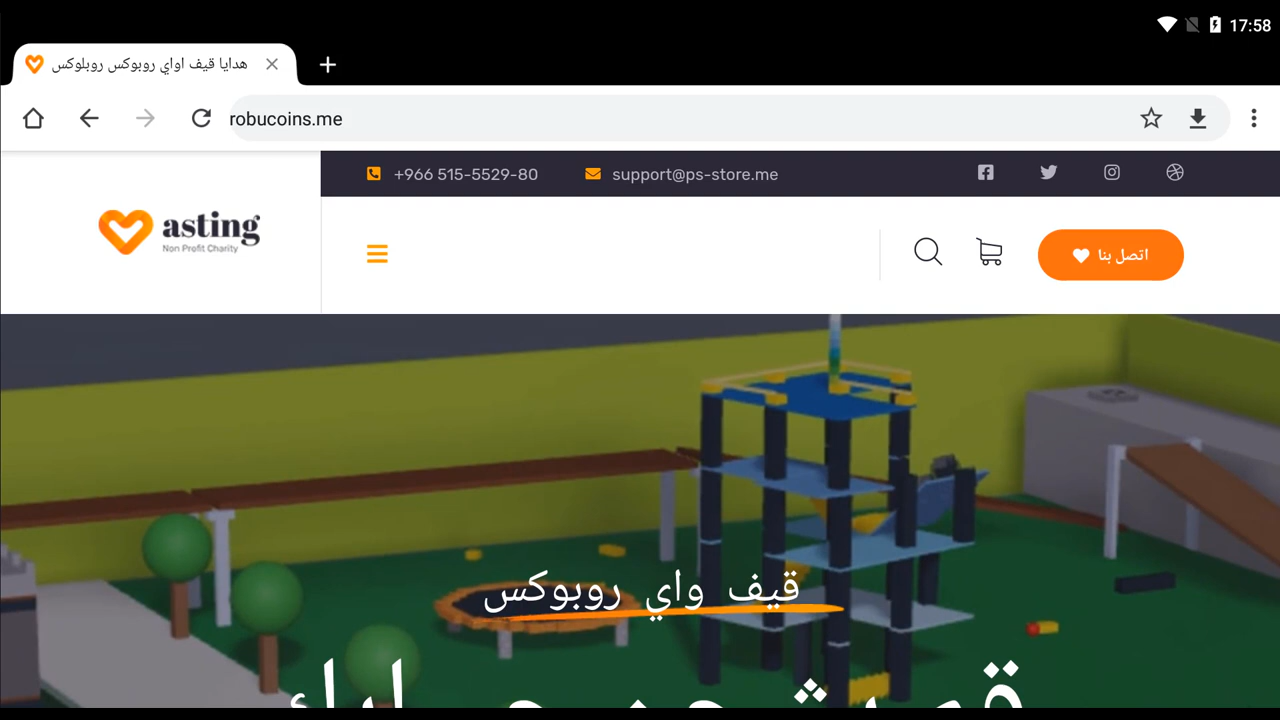 17:58
هدايا قيف اواي روبوكس روبلوكس
robucoins.me
+966 515-5529-80
support@ps-store.me
asting
Non Profit Charity
اتصل بنا
قيف واي روبوكس